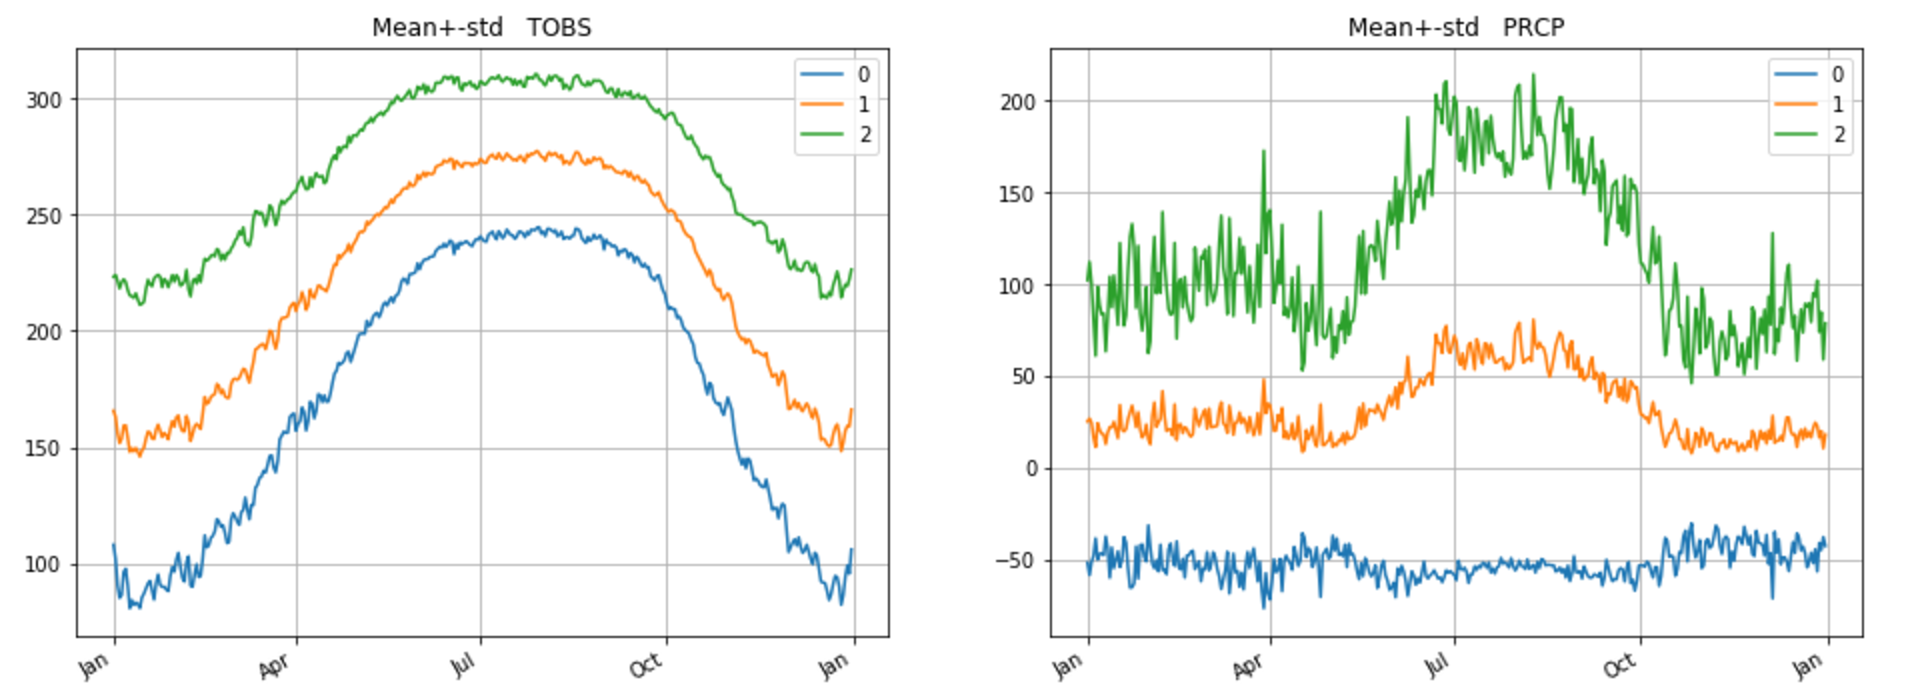 Mean+-std TOBS
300
250
200
150
100
Jan
Apr
Jul
Oct
Jan
0
1
2
Mean+-std PRCP
200
150
100
50
0
−50
Jan
Apr
Jul
Oct
Jan
0
1
2